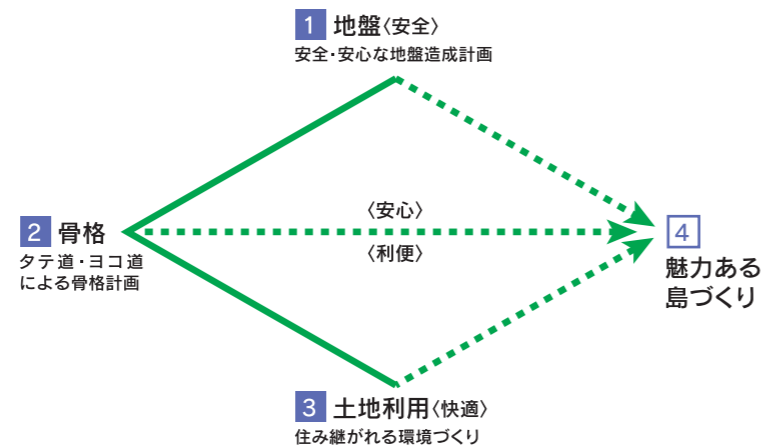 1 地盤〈安全〉
安全・安心な地盤造成計画
2 骨格
タテ道・ヨコ道
による骨格計画
〈安心〉
〈利便〉
4
魅力ある
島づくり
3 土地利用〈快適〉
住み継がれる環境づくり